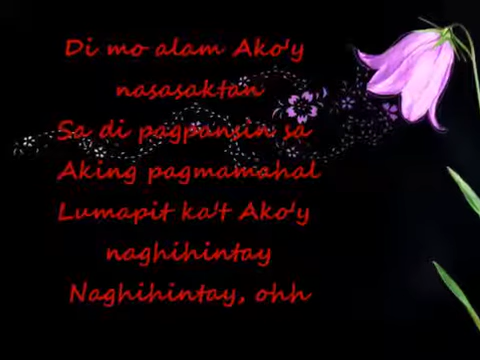 Di mo alam Ako'y
nasasaktan
Sa di pagpansin sa
Aking pagmamahal
Lumapit ka't Ako'y
naghihintay
Naghihintay, ohh